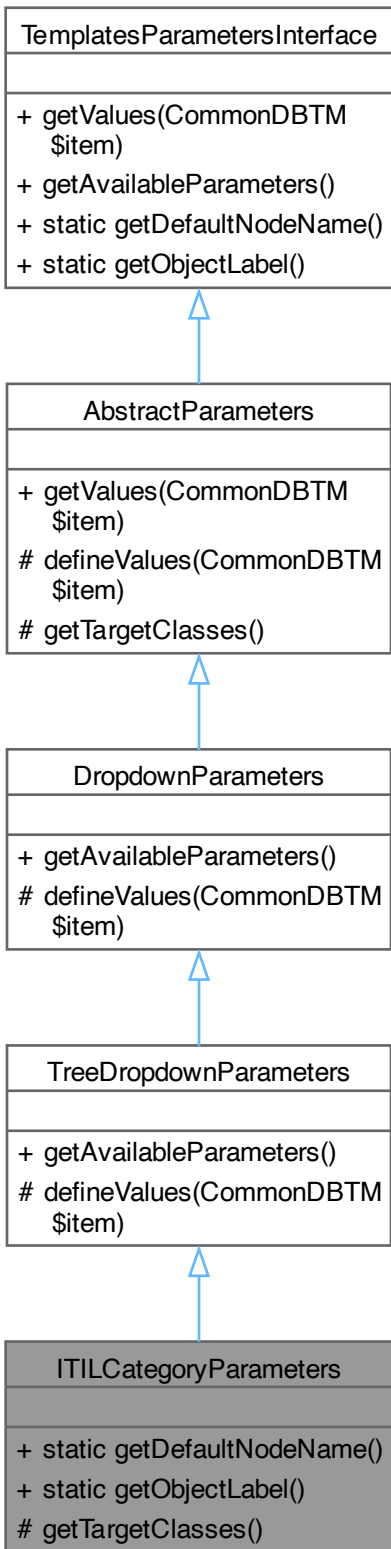 TemplatesParametersInterface
+ getValues(CommonDBTM
$item)
+ getAvailableParameters()
+ static getDefaultNodeName()
+ static getObjectLabel()
AbstractParameters
+ getValues(CommonDBTM
$item)
# defineValues(CommonDBTM
$item)
# getTargetClasses()
DropdownParameters
+ getAvailableParameters()
# defineValues(CommonDBTM
$item)
TreeDropdownParameters
+ getAvailableParameters()
# defineValues(CommonDBTM
$item)
ITILCategoryParameters
+ static getDefaultNodeName()
+ static getObjectLabel()
# getTargetClasses()